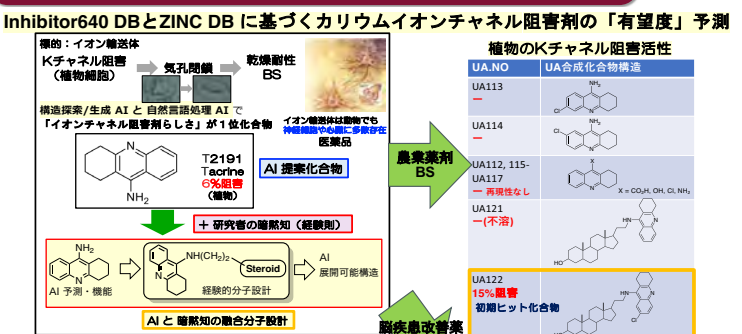 Inhibitor640 DBとZINC DB に基づくカリウムイオンチャネル阻害剤の「有望度」予測
標的：イオン輸送体
Kチャネル阻害
（植物細胞）
気孔閉鎖
乾燥耐性
BS
構造探索/生成 AI と 自然言語処理 AI で
「イオンチャネル阻害剤らしさ」が１位化合物
イオン輸送体は動物でも
神経細胞や心臓に多数存在
医薬品
N
NH2
T2191
Tacrine
6%阻害
（植物）
AI 提案化合物
＋ 研究者の暗黙知（経験則）
NH2
N
AI 予測・機能
N
NH(CH2)2
Steroid
経験的分子設計
AI
展開可能構造
AI と 暗黙知の融合分子設計
農業薬剤
BS
脳疾患改善薬
植物のKチャネル阻害活性
UA.NO
UA合成化合物構造
UA113
ー
NH2
Cl
N
UA114
ー
NH2
Cl
N
UA112, 115-
UA117
ー 再現性なし
X
N
X = CO2H, OH, Cl, NH2
UA121
ー(不溶)
HN
N
HO
UA122
15%阻害
初期ヒット化合物
HN
N
Cl